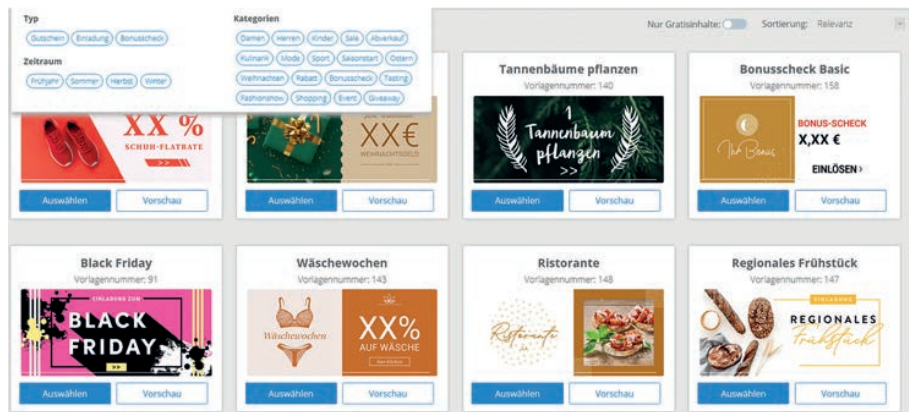 Typ
Gutschein Einladung Bonusscheck
Zeitraum
Frühjahr Sommer Herbst Winter
Kategorien
Damen Herren Kinder Sale Abverkauf
Kulinarik Mode Sport Saisonstart Ostern
Weihnachten Rabatt Bonusscheck Tasting
Fashionshow Shopping Event Giveaway
Nur Gratisinhalte: Sortierung: Relevanz
XX %
SCHUH-FLATRATE
>>
Auswählen Vorschau
XX€
WEIHNACHTSGELD
Auswählen Vorschau
Tannenbäume pflanzen
Vorlagennummer: 140
1
Tannenbaum
pflanzen
>>
Auswählen Vorschau
Bonusscheck Basic
Vorlagennummer: 158
Ihr Bonus
BONUS-SCHECK
X,XX €
EINLÖSEN ›
Auswählen Vorschau
Black Friday
Vorlagennummer: 91
EINLADUNG ZUM
BLACK
FRIDAY
>>
Auswählen Vorschau
Wäschewochen
Vorlagennummer: 143
Wäschewochen
XX%
AUF WÄSCHE
Auswählen Vorschau
Ristorante
Vorlagennummer: 148
Ristorante
Auswählen Vorschau
Regionales Frühstück
Vorlagennummer: 147
EINLADUNG
REGIONALES
Frühstück
Auswählen Vorschau